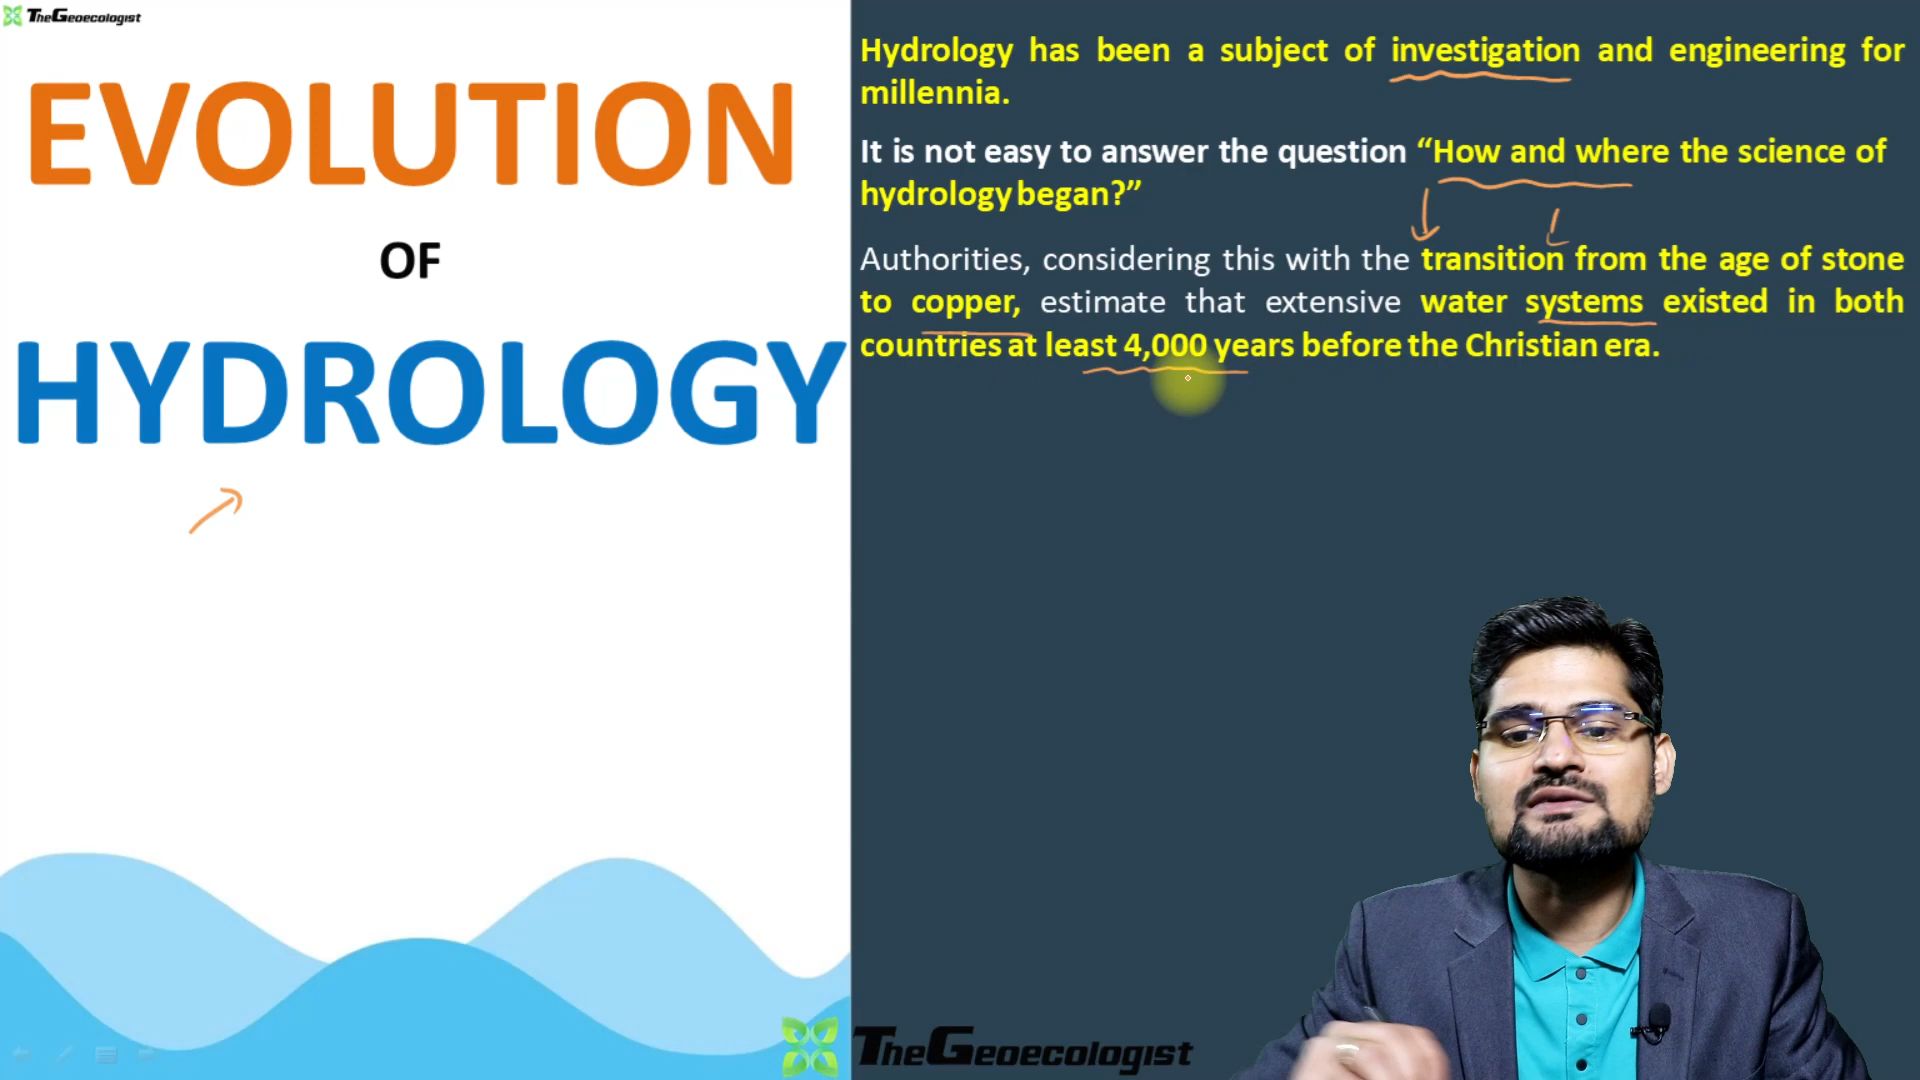 TheGeoecologist
EVOLUTION
OF
HYDROLOGY
Hydrology has been a subject of investigation and engineering for
millennia.
It is not easy to answer the question “How and where the science of
hydrology began?”
Authorities, considering this with the transition from the age of stone
to copper, estimate that extensive water systems existed in both
countries at least 4,000 years before the Christian era.
TheGeoecologist